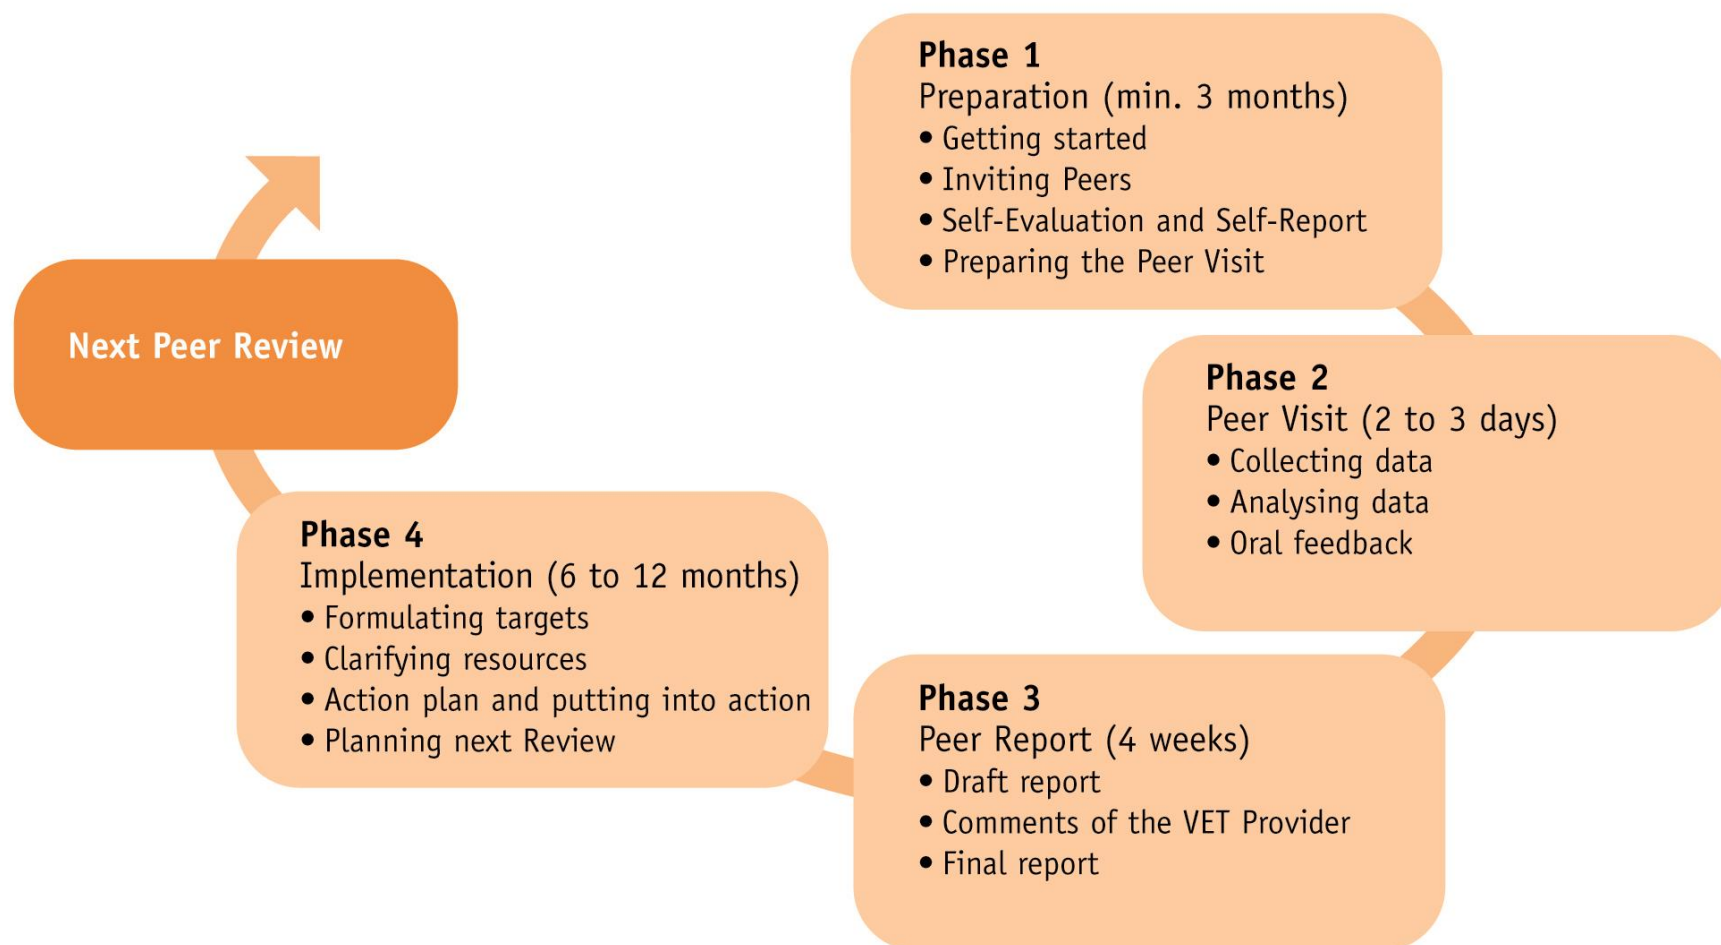 Phase 1
Preparation (min. 3 months)
• Getting started
• Inviting Peers
• Self-Evaluation and Self-Report
• Preparing the Peer Visit
Phase 2
Peer Visit (2 to 3 days)
• Collecting data
• Analysing data
• Oral feedback
Phase 3
Peer Report (4 weeks)
• Draft report
• Comments of the VET Provider
• Final report
Phase 4
Implementation (6 to 12 months)
• Formulating targets
• Clarifying resources
• Action plan and putting into action
• Planning next Review
Next Peer Review